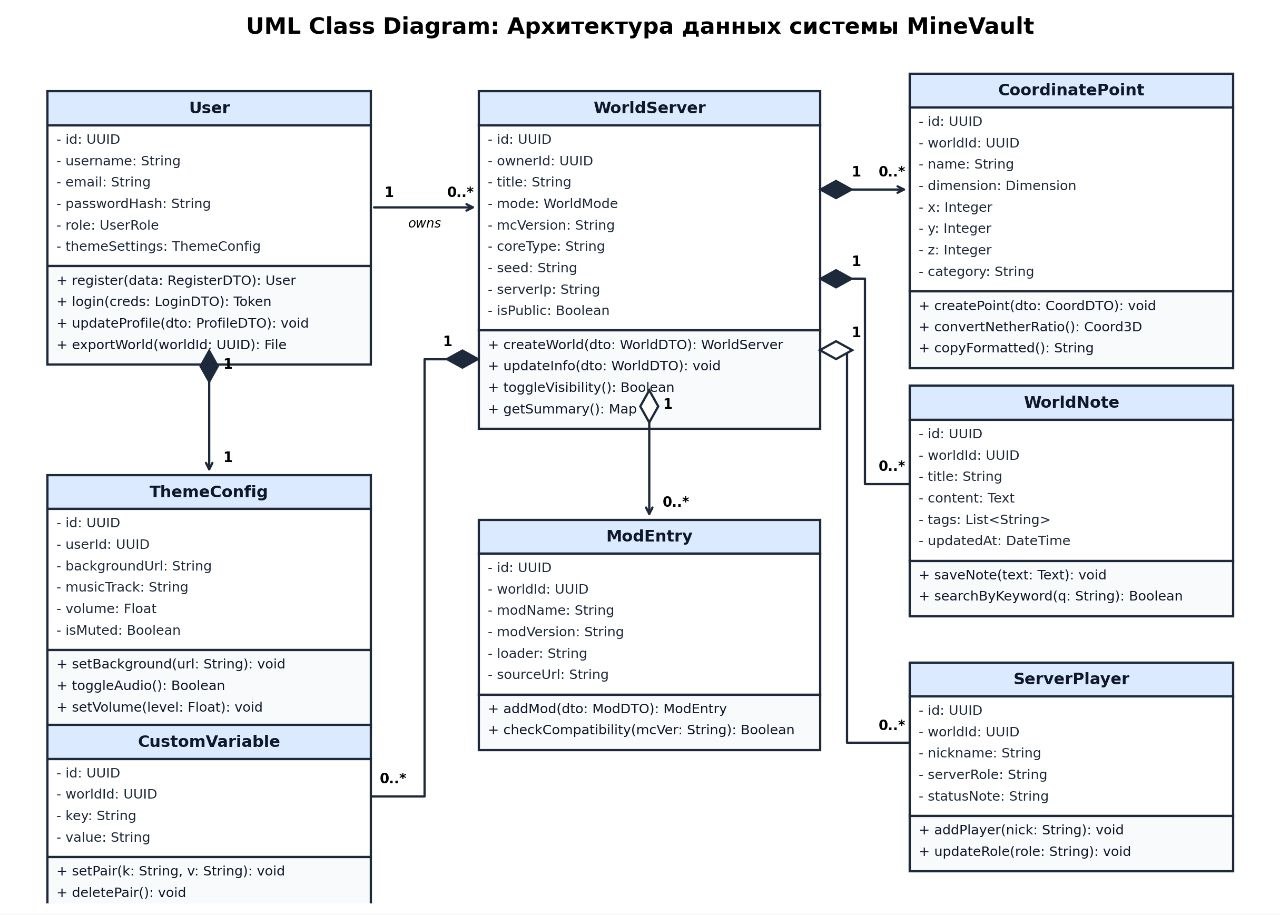 UML Class Diagram: Архитектура данных системы MineVault
User
- id: UUID
- username: String
- email: String
- passwordHash: String
- role: UserRole
- themeSettings: ThemeConfig
+ register(data: RegisterDTO): User
+ login(creds: LoginDTO): Token
+ updateProfile(dto: ProfileDTO): void
+ exportWorld(worldId: UUID): File
1
1
1
0..*
owns
WorldServer
- id: UUID
- ownerId: UUID
- title: String
- mode: WorldMode
- mcVersion: String
- coreType: String
- seed: String
- serverIp: String
- isPublic: Boolean
+ createWorld(dto: WorldDTO): WorldServer
+ updateInfo(dto: WorldDTO): void
+ toggleVisibility(): Boolean
+ getSummary(): Map
1
0..*
1
0..*
1
0..*
1
0..*
1
0..*
CoordinatePoint
- id: UUID
- worldId: UUID
- name: String
- dimension: Dimension
- x: Integer
- y: Integer
- z: Integer
- category: String
+ createPoint(dto: CoordDTO): void
+ convertNetherRatio(): Coord3D
+ copyFormatted(): String
WorldNote
- id: UUID
- worldId: UUID
- title: String
- content: Text
- tags: List<String>
- updatedAt: DateTime
+ saveNote(text: Text): void
+ searchByKeyword(q: String): Boolean
ThemeConfig
- id: UUID
- userId: UUID
- backgroundUrl: String
- musicTrack: String
- volume: Float
- isMuted: Boolean
+ setBackground(url: String): void
+ toggleAudio(): Boolean
+ setVolume(level: Float): void
ModEntry
- id: UUID
- worldId: UUID
- modName: String
- modVersion: String
- loader: String
- sourceUrl: String
+ addMod(dto: ModDTO): ModEntry
+ checkCompatibility(mcVer: String): Boolean
ServerPlayer
- id: UUID
- worldId: UUID
- nickname: String
- serverRole: String
- statusNote: String
+ addPlayer(nick: String): void
+ updateRole(role: String): void
CustomVariable
- id: UUID
- worldId: UUID
- key: String
- value: String
+ setPair(k: String, v: String): void
+ deletePair(): void